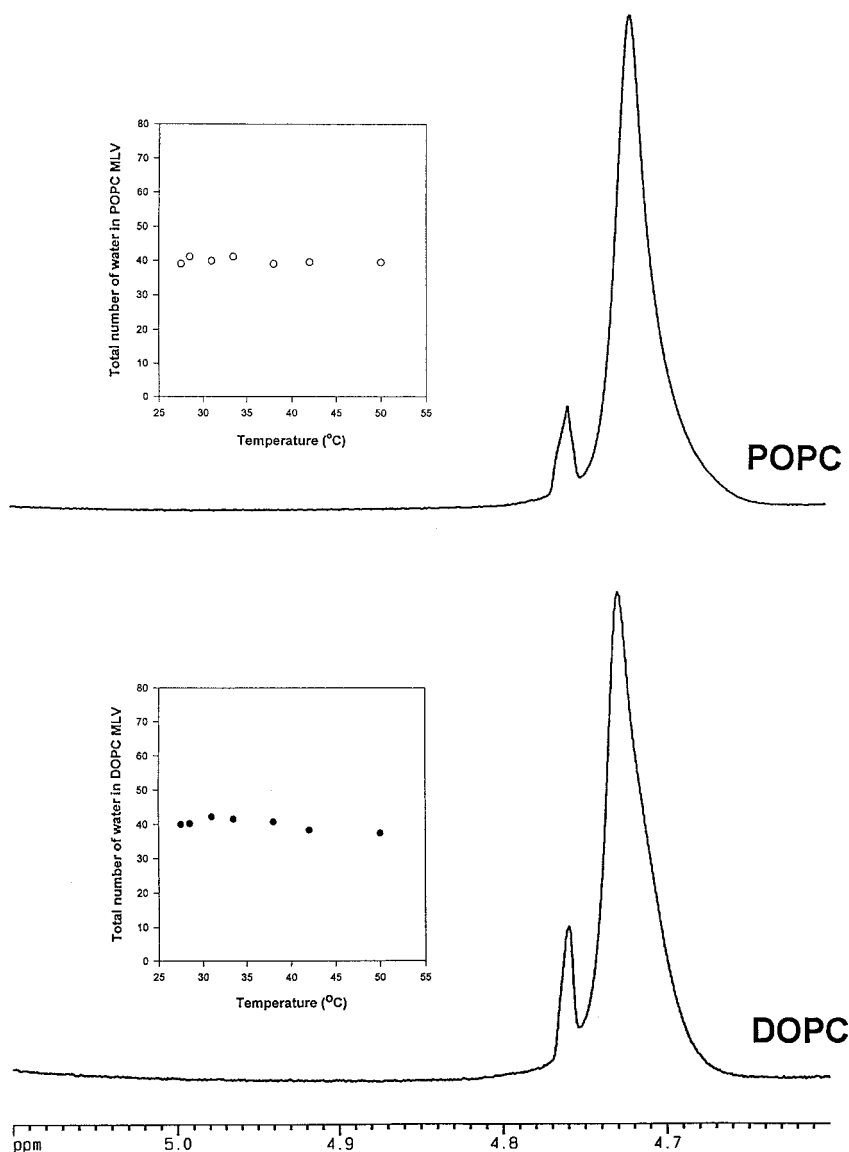 80
70
60
50
40
30
20
10
0
Total number of water in POPC MLV
25 30 35 40 45 50 55
Temperature (°C)
POPC
80
70
60
50
40
30
20
10
0
Total number of water in DOPC MLV
25 30 35 40 45 50 55
Temperature (°C)
DOPC
ppm 5.0 4.9 4.8 4.7